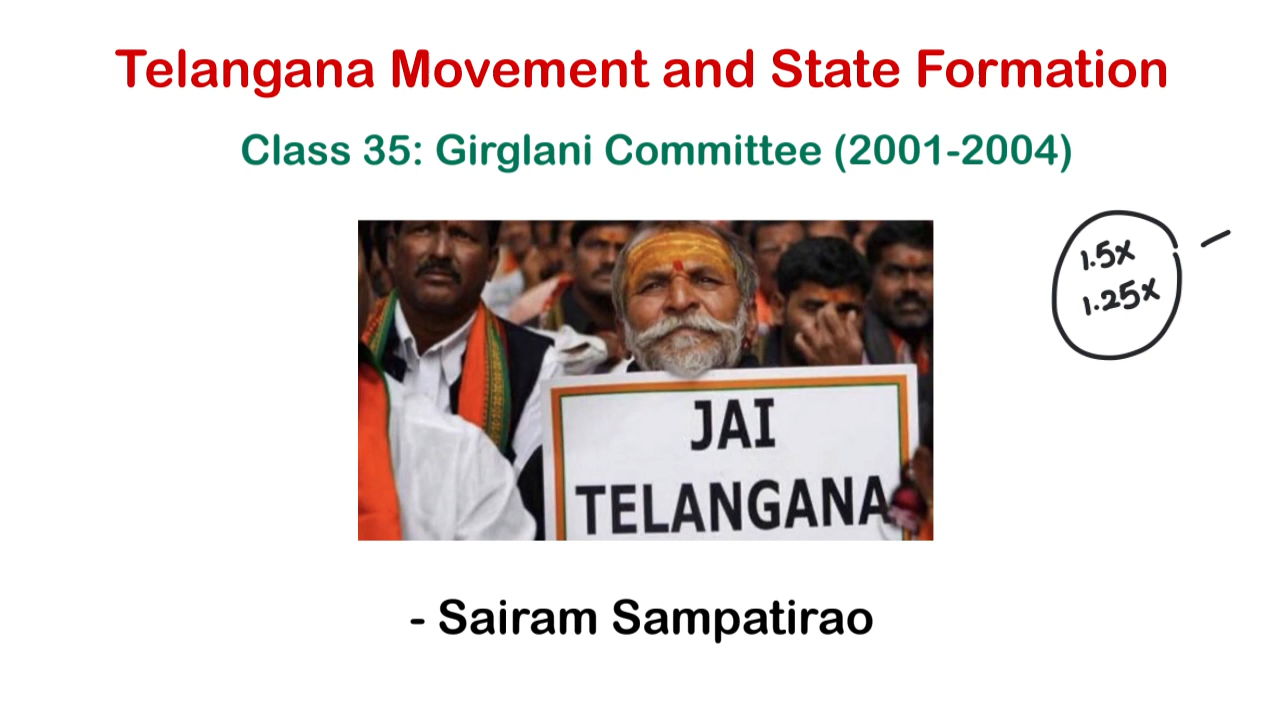 Telangana Movement and State Formation
Class 35: Girglani Committee (2001-2004)
1.5x
1.25x
JAI
TELANGANA
- Sairam Sampatirao